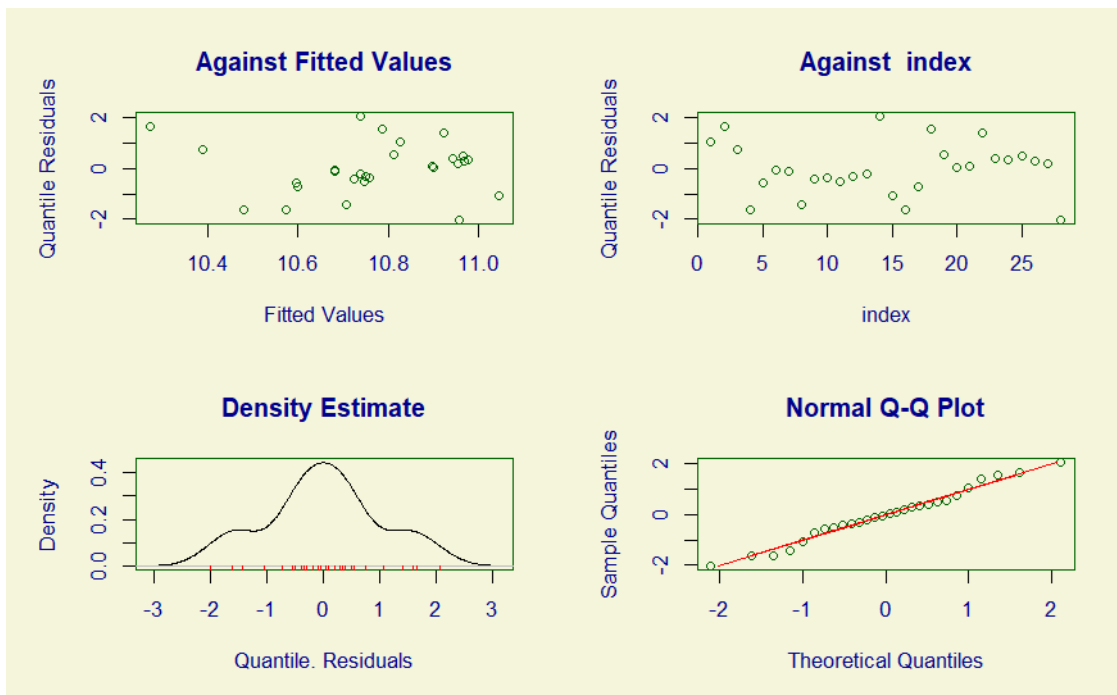 Against Fitted Values
Quantile Residuals
2
0
-2
10.4 10.6 10.8 11.0
Fitted Values
Against index
Quantile Residuals
2
0
-2
0 5 10 15 20 25
index
Density Estimate
Density
0.4
0.2
0.0
-3 -2 -1 0 1 2 3
Quantile. Residuals
Normal Q-Q Plot
Sample Quantiles
2
0
-2
-2 -1 0 1 2
Theoretical Quantiles